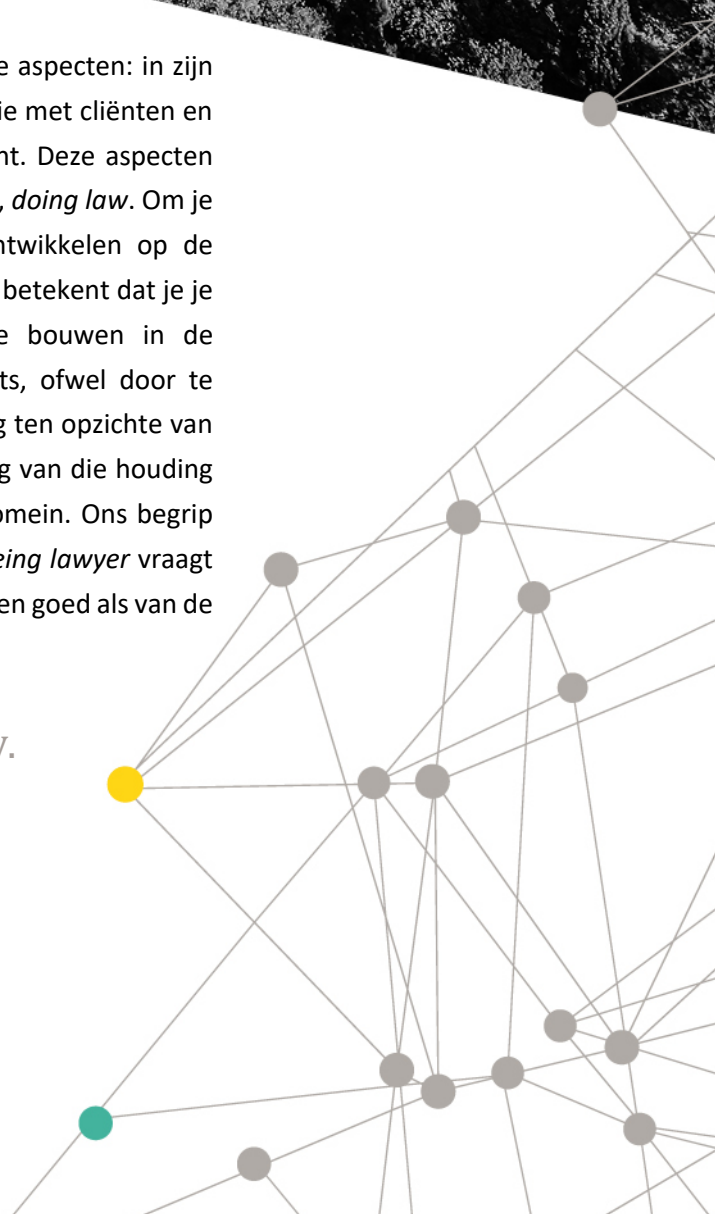 e aspecten: in zijn
ie met cliënten en
nt. Deze aspecten
, doing law. Om je
ntwikkelen op de
betekent dat je je
e bouwen in de
ts, ofwel door te
g ten opzichte van
g van die houding
omein. Ons begrip
eing lawyer vraagt
en goed als van de